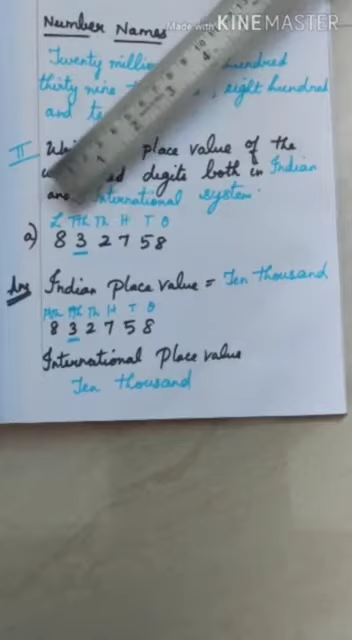 Made with KINEMASTER
Number Names
Twenty hundred
thirty nine eight hundred
and
II place value of the
digits both in Indian
international system.
L TTh Th H T O
a) 8 3 2 7 5 8
Ans Indian place value = Ten thousand
TTh Th H T O
8 3 2 7 5 8
International Place value
Ten thousand